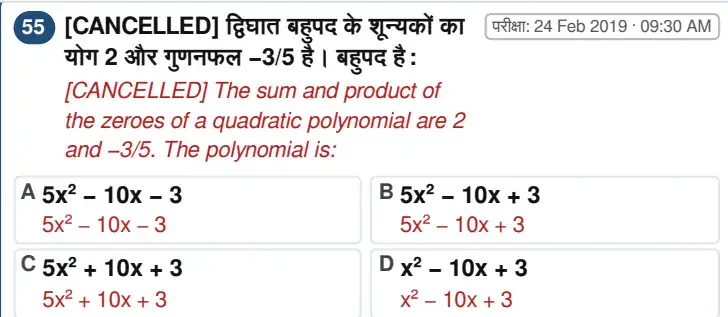 55 [CANCELLED] द्विघात बहुपद के शून्यकों का
परीक्षा: 24 Feb 2019 · 09:30 AM
योग 2 और गुणनफल −3/5 है। बहुपद है :
[CANCELLED] The sum and product of
the zeroes of a quadratic polynomial are 2
and −3/5. The polynomial is:
A 5x² − 10x − 3
5x² − 10x − 3
B 5x² − 10x + 3
5x² − 10x + 3
C 5x² + 10x + 3
5x² + 10x + 3
D x² − 10x + 3
x² − 10x + 3